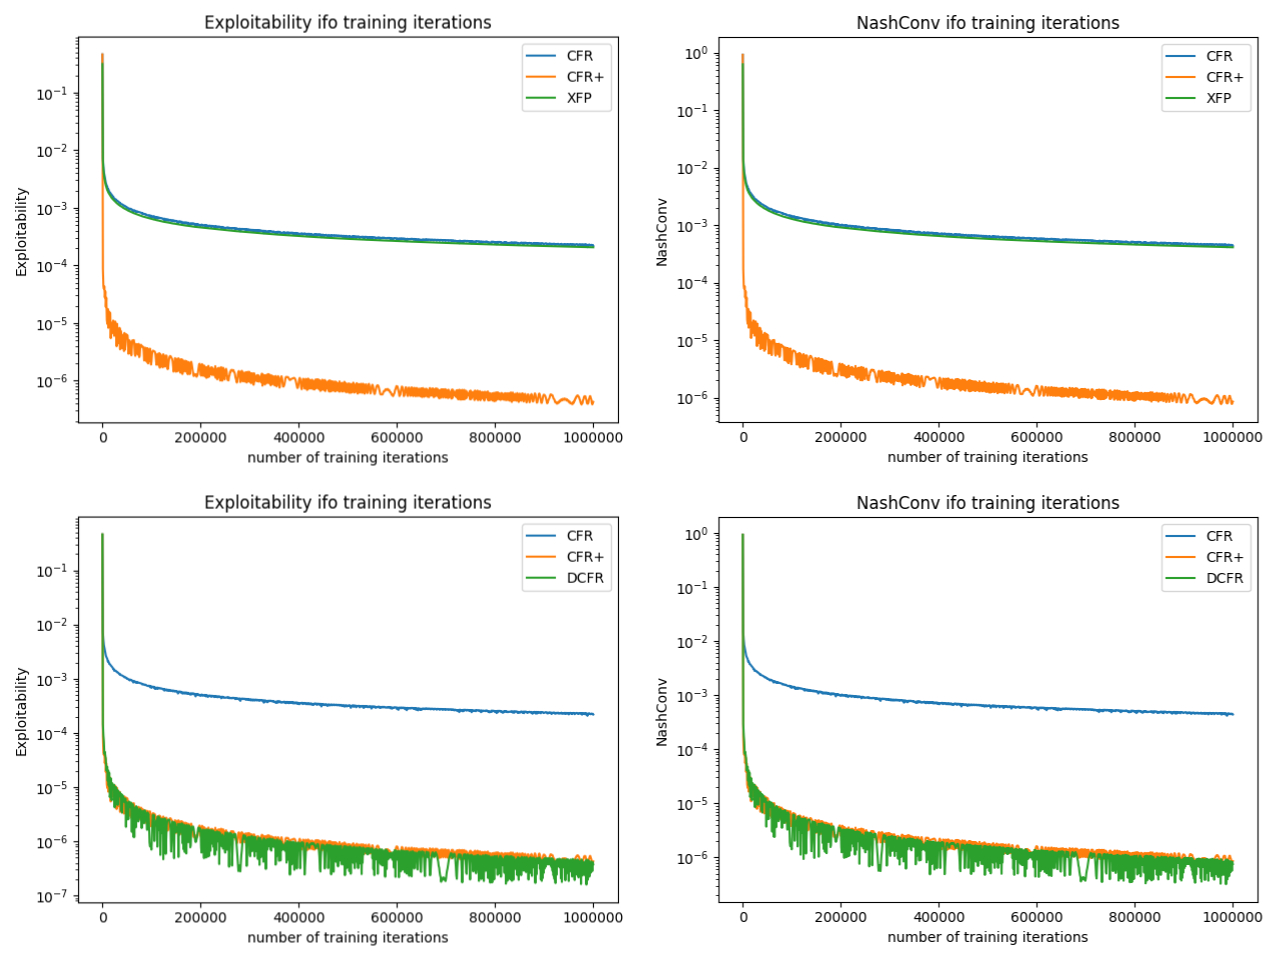 Exploitability ifo training iterations
CFR
CFR+
XFP
10⁻¹
10⁻²
10⁻³
10⁻⁴
10⁻⁵
10⁻⁶
Exploitability
0 200000 400000 600000 800000 1000000
number of training iterations
NashConv ifo training iterations
CFR
CFR+
XFP
10⁰
10⁻¹
10⁻²
10⁻³
10⁻⁴
10⁻⁵
10⁻⁶
NashConv
0 200000 400000 600000 800000 1000000
number of training iterations
Exploitability ifo training iterations
CFR
CFR+
DCFR
10⁻¹
10⁻²
10⁻³
10⁻⁴
10⁻⁵
10⁻⁶
10⁻⁷
Exploitability
0 200000 400000 600000 800000 1000000
number of training iterations
NashConv ifo training iterations
CFR
CFR+
DCFR
10⁰
10⁻¹
10⁻²
10⁻³
10⁻⁴
10⁻⁵
10⁻⁶
NashConv
0 200000 400000 600000 800000 1000000
number of training iterations